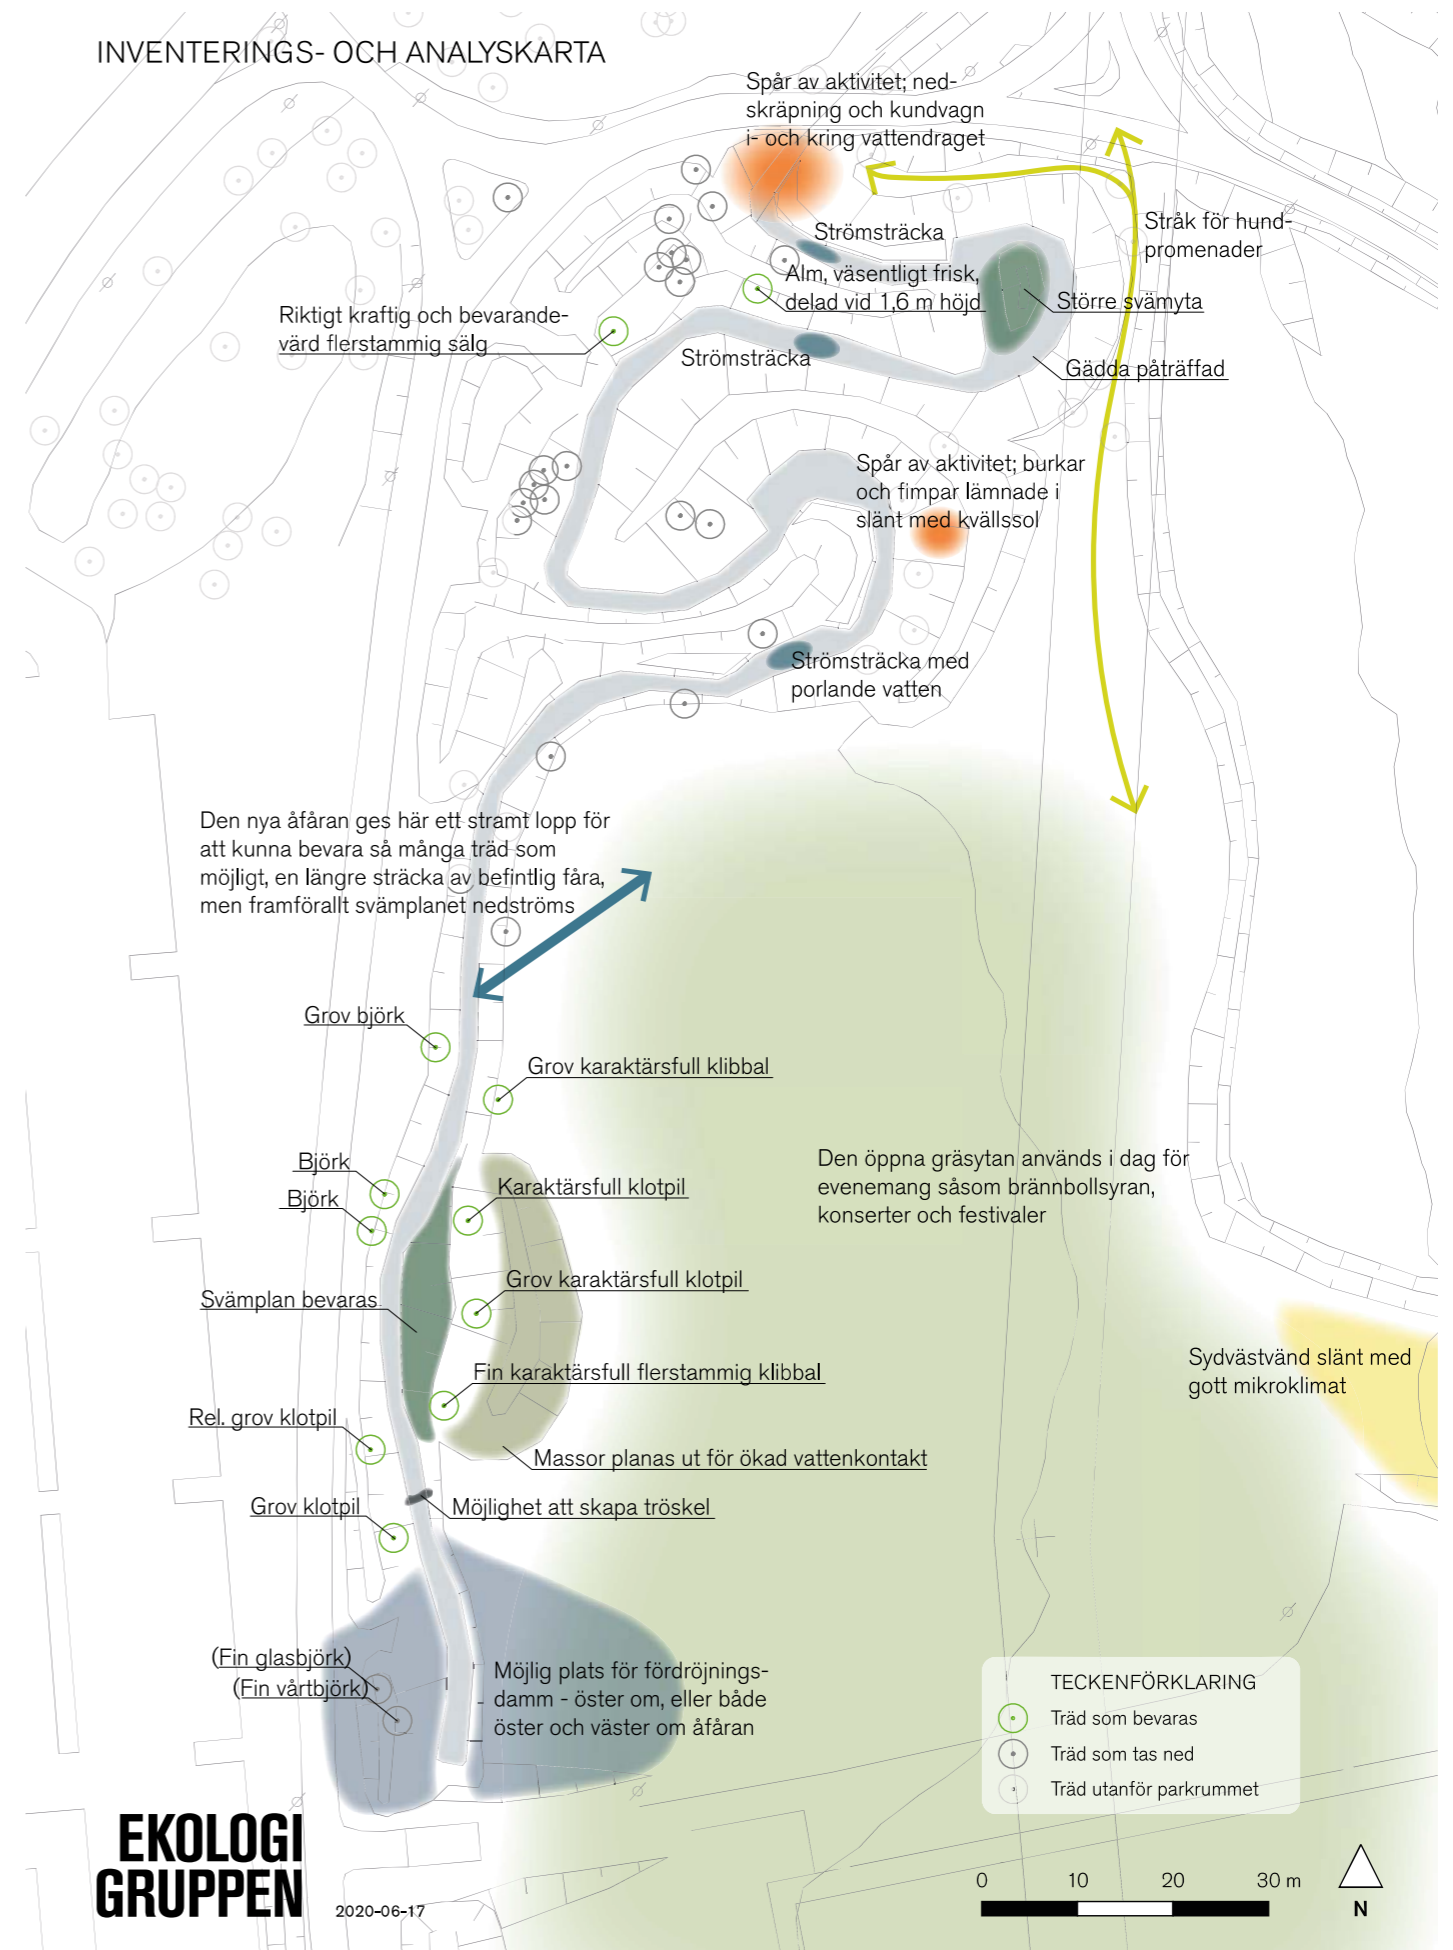 INVENTERINGS- OCH ANALYSKARTA
Spår av aktivitet; ned-
skräpning och kundvagn
i- och kring vattendraget
Strömsträcka
Stråk för hund-
promenader
Alm, väsentligt frisk,
delad vid 1,6 m höjd
Större svämyta
Riktigt kraftig och bevarande-
värd flerstammig sälg
Strömsträcka
Gädda påträffad
Spår av aktivitet; burkar
och fimpar lämnade i
slänt med kvällssol
Strömsträcka med
porlande vatten
Den nya åfåran ges här ett stramt lopp för
att kunna bevara så många träd som
möjligt, en längre sträcka av befintlig fåra,
men framförallt svämplanet nedströms
Grov björk
Grov karaktärsfull klibbal
Björk
Karaktärsfull klotpil
Björk
Den öppna gräsytan används i dag för
evenemang såsom brännbollsyran,
konserter och festivaler
Grov karaktärsfull klotpil
Svämplan bevaras
Sydvästvänd slänt med
gott mikroklimat
Fin karaktärsfull flerstammig klibbal
Rel. grov klotpil
Massor planas ut för ökad vattenkontakt
Grov klotpil
Möjlighet att skapa tröskel
(Fin glasbjörk)
(Fin vårtbjörk)
Möjlig plats för fördröjnings-
damm - öster om, eller både
öster och väster om åfåran
TECKENFÖRKLARING
Träd som bevaras
Träd som tas ned
Träd utanför parkrummet
EKOLOGI
GRUPPEN
2020-06-17
0 10 20 30 m
N